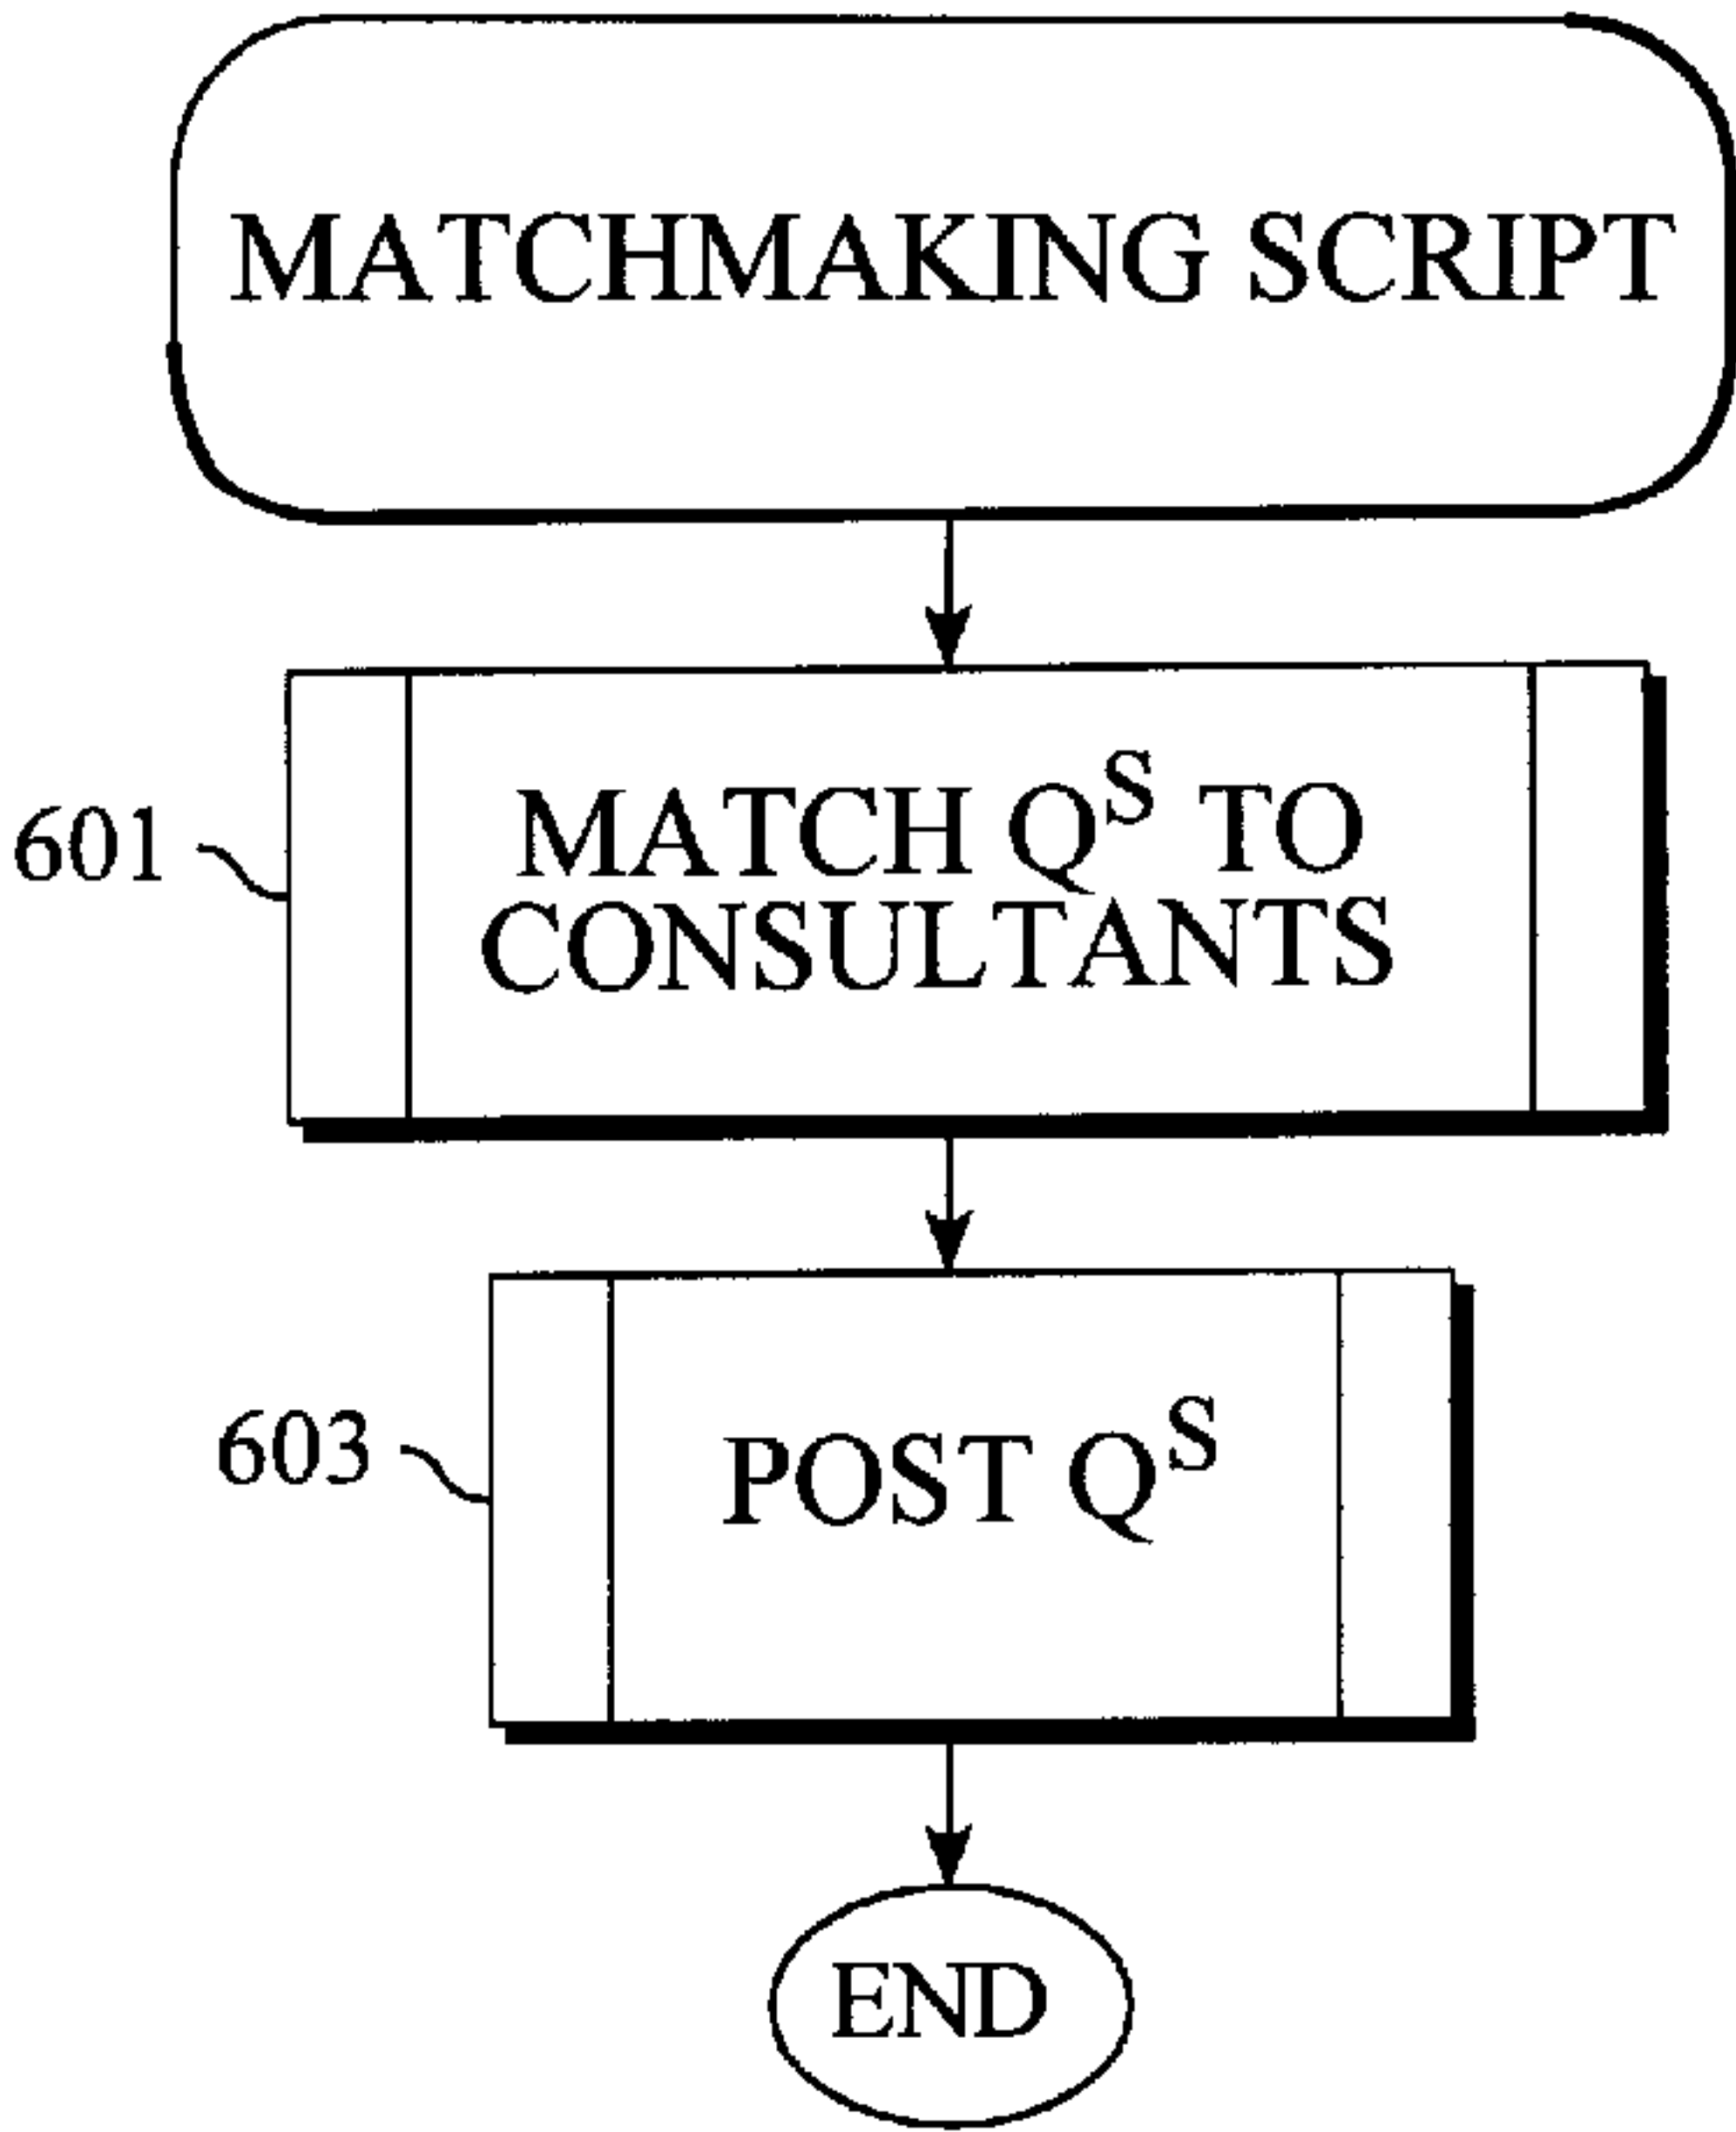 MATCHMAKING SCRIPT
601
MATCH Q^S TO
CONSULTANTS
603
POST Q^S
END